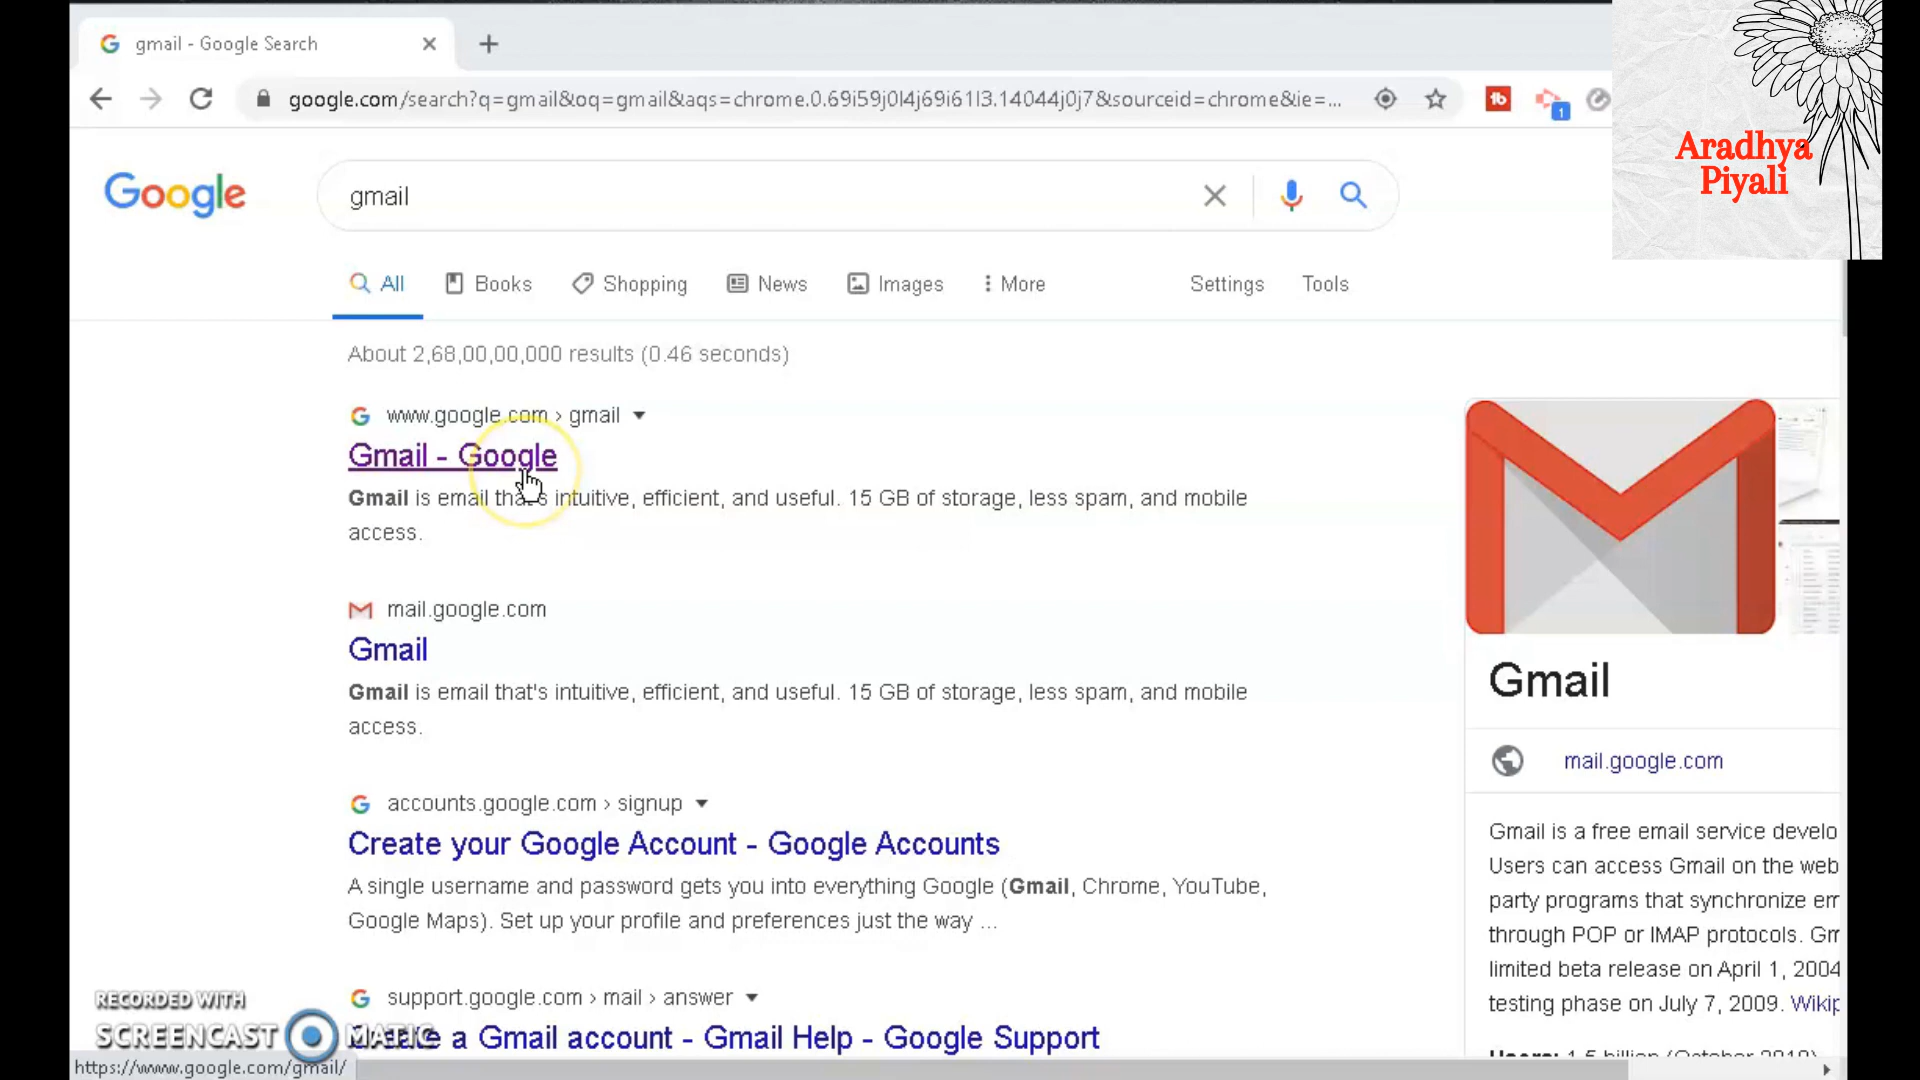 gmail - Google Search
google.com/search?q=gmail&oq=gmail&aqs=chrome.0.69i59j0l4j69i61l3.14044j0j7&sourceid=chrome&ie=...
1
Aradhya
Piyali
Google
gmail
All Books Shopping News Images More Settings Tools
About 2,68,00,00,000 results (0.46 seconds)
www.google.com › gmail
Gmail - Google
Gmail is email that's intuitive, efficient, and useful. 15 GB of storage, less spam, and mobile
access.
mail.google.com
Gmail
Gmail is email that's intuitive, efficient, and useful. 15 GB of storage, less spam, and mobile
access.
accounts.google.com › signup
Create your Google Account - Google Accounts
A single username and password gets you into everything Google (Gmail, Chrome, YouTube,
Google Maps). Set up your profile and preferences just the way ...
support.google.com › mail › answer
a Gmail account - Gmail Help - Google Support
Gmail
mail.google.com
Gmail is a free email service develo
Users can access Gmail on the web
party programs that synchronize em
through POP or IMAP protocols. Gm
limited beta release on April 1, 2004
testing phase on July 7, 2009. Wikip
RECORDED WITH
SCREENCAST MATIC
https://www.google.com/gmail/